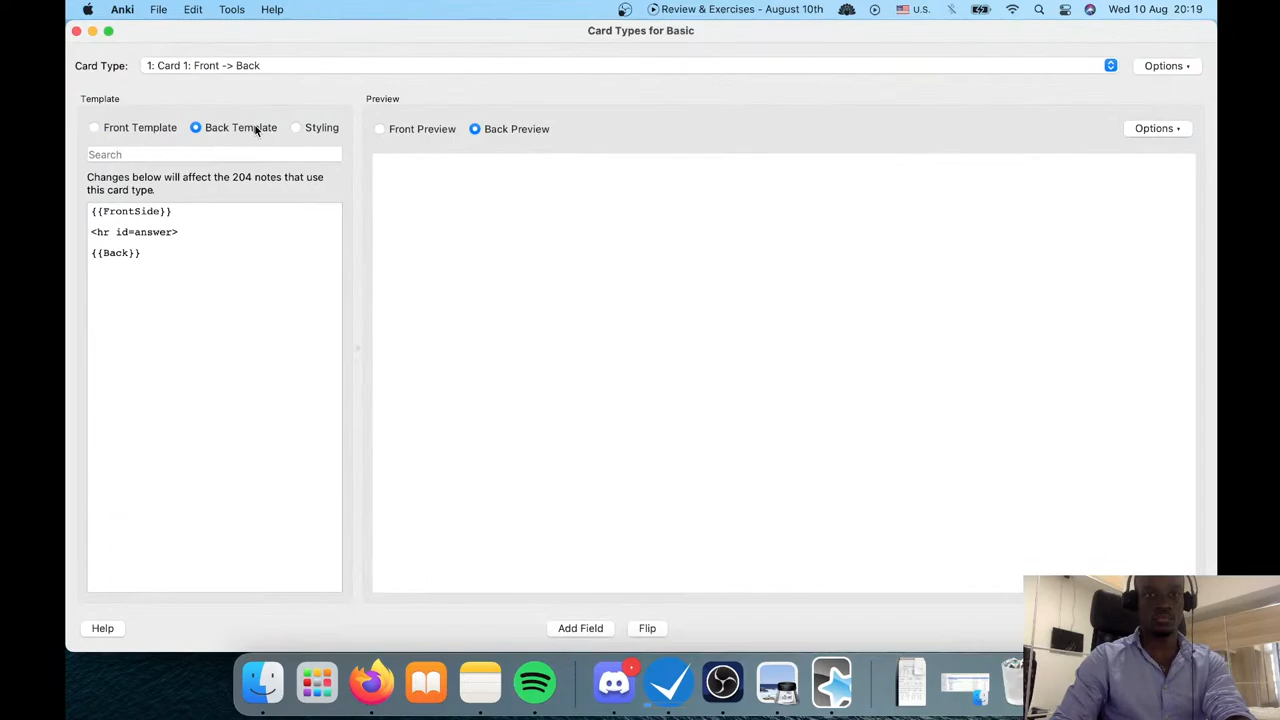 Anki File Edit Tools Help Review & Exercises - August 10th U.S. Wed 10 Aug 20:19
Card Types for Basic
Card Type: 1: Card 1: Front -> Back Options
Template
Preview
Front Template Back Template Styling
Front Preview Back Preview Options
Search
Changes below will affect the 204 notes that use
this card type.
{{FrontSide}}
<hr id=answer>
{{Back}}
Help Add Field Flip